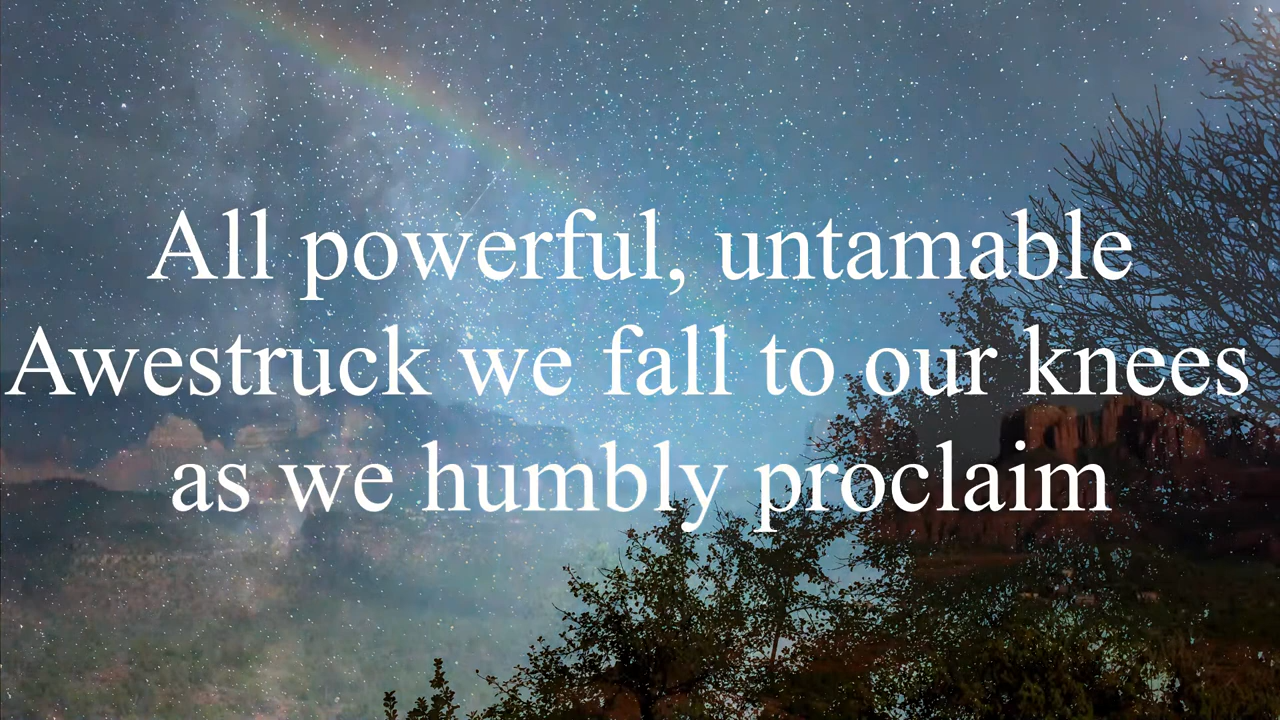 All powerful, untamable
Awestruck we fall to our knees
as we humbly proclaim